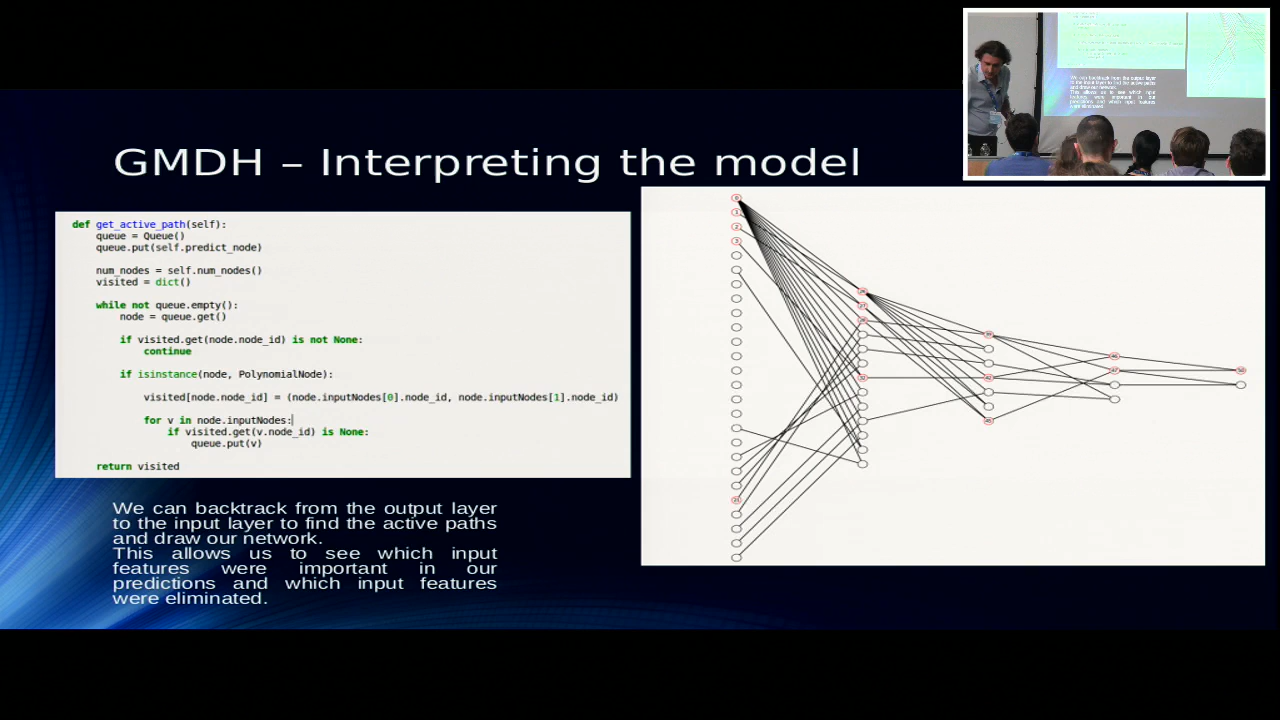 GMDH – Interpreting the model
def get_active_path(self):
queue = Queue()
queue.put(self.predict_node)
num_nodes = self.num_nodes()
visited = dict()
while not queue.empty():
node = queue.get()
if visited.get(node.node_id) is not None:
continue
if isinstance(node, PolynomialNode):
visited[node.node_id] = (node.inputNodes[0].node_id, node.inputNodes[1].node_id)
for v in node.inputNodes:
if visited.get(v.node_id) is None:
queue.put(v)
return visited
We can backtrack from the output layer
to the input layer to find the active paths
and draw our network.
This allows us to see which input
features were important in our
predictions and which input features
were eliminated.